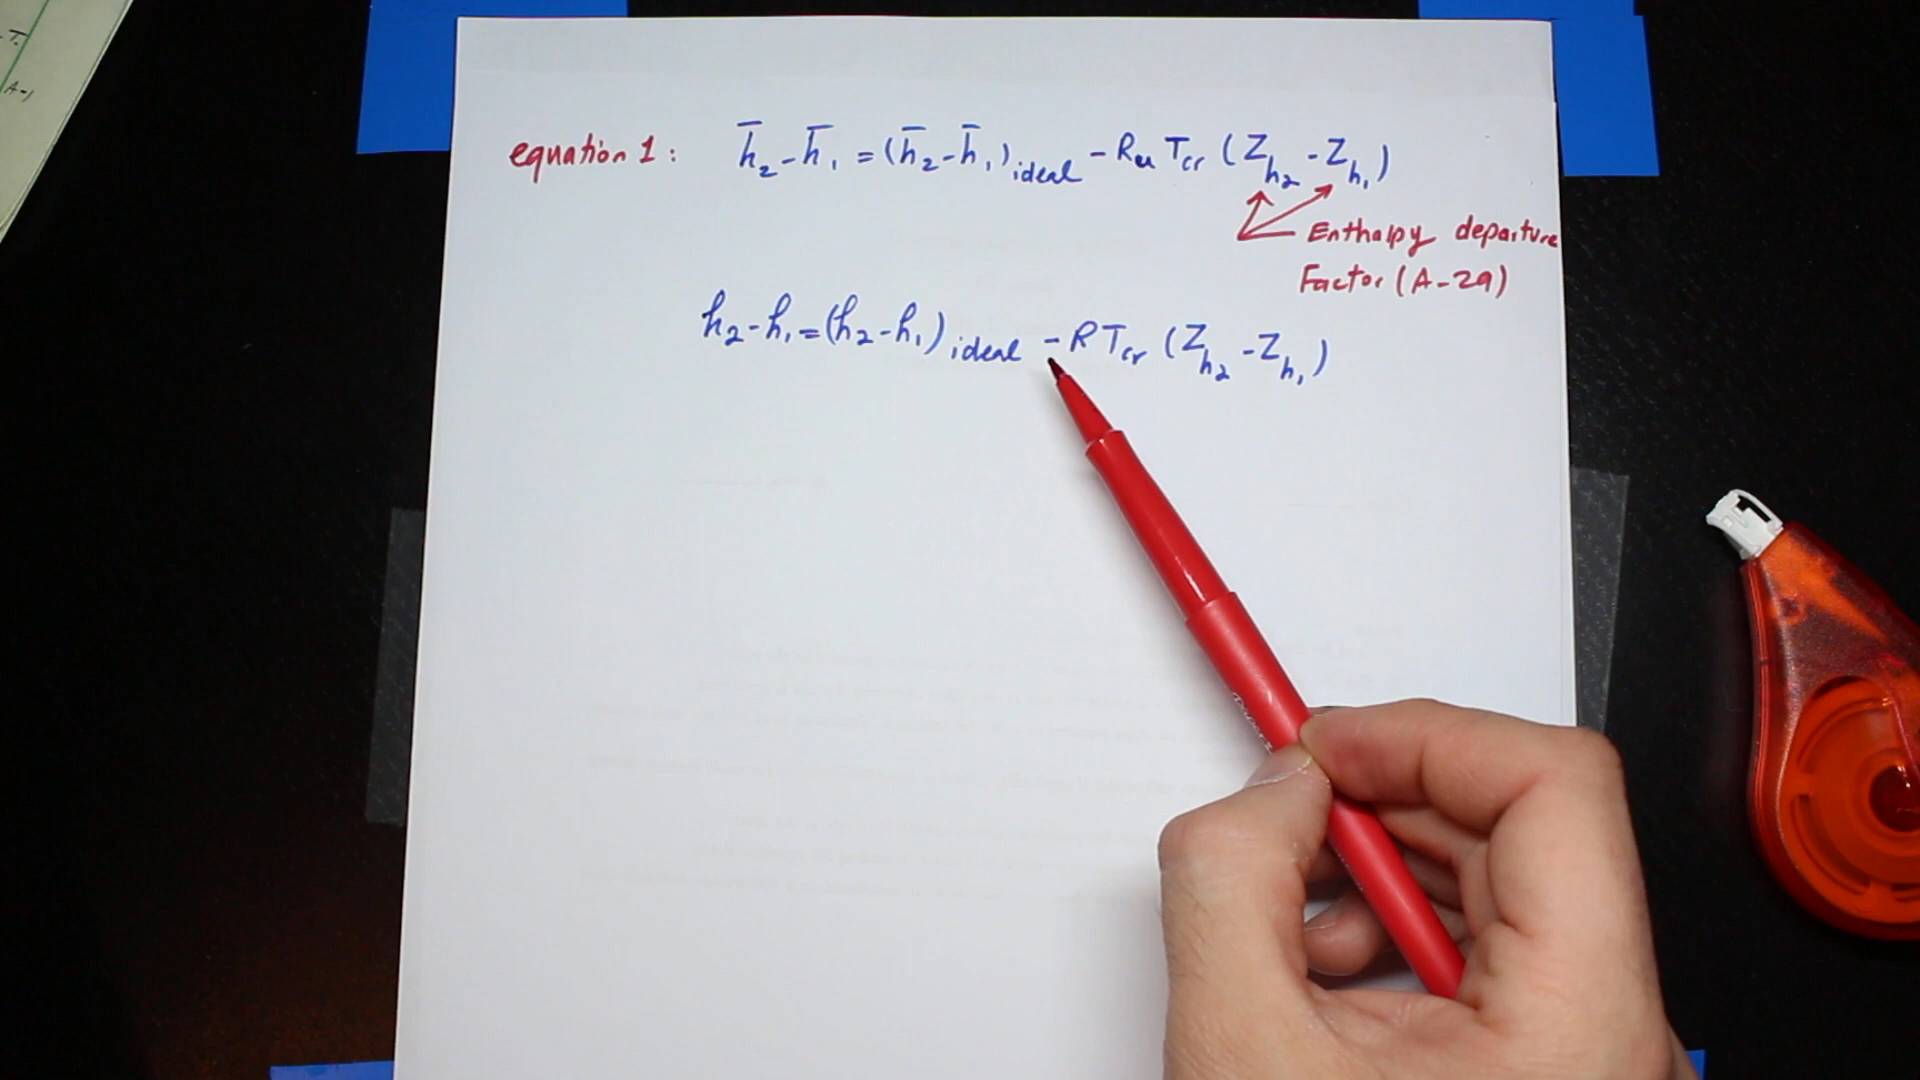 equation 1 : h̄₂ - h̄₁ = (h̄₂ - h̄₁)ideal - Ru Tcr (Zh₂ - Zh₁)
Enthalpy departure
Factor (A-29)
h₂ - h₁ = (h₂ - h₁)ideal - R Tcr (Zh₂ - Zh₁)
A-1